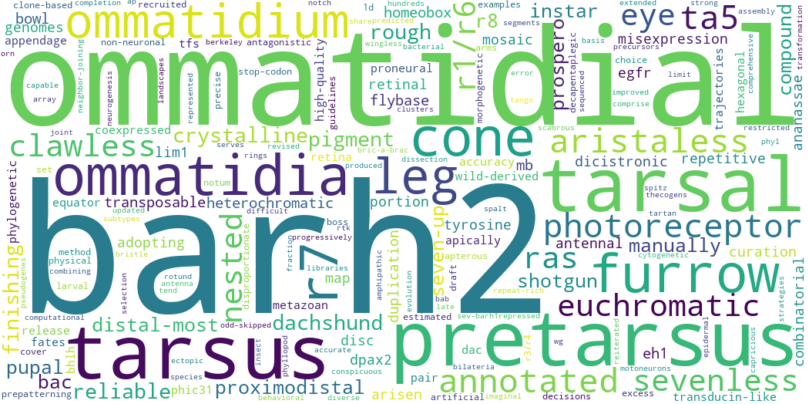 clone-based completion ap recruited notch 1d examples segments extended strong assembly
bowl ommatidium tfs berkeley antagonistic homeobox r8 instar sharepredicted wingless bacterial arms basis
genomes rough eye ta5 completion
appendage non-neuronal mosaic misexpression transformation
ommatidial
orn neurogenesis neighbor-joining capable array landscapes represented precise stop-codon high-quality guidelines proneural retinal flybase clusters egfr r1/r6 morphogenetic error tango prospero decapentaplegic choice improved comprise precursors limit trajectories hexagonal comprehensive sequenced compound ananassae
clawless coexpressed serves crystalline pigment cone aristaless scabrous restricted phyl
joint lim1 revised bric-a-brac retina rings produced dissection accuracy mb dicistronic repetitive spitz thecogens
phylogenetic set ommatidia leg wild-derived tarsal
equator notum transposable heterochromatic portion tyrosine spalt tartan
updated subtypes boss difficult seven-up apically antennal photoreceptor
method physical adopting bristle rtk progressively manually cytogenetic
finishing pseudogenes combining larval nested disproportionate map r7 fraction libraries amphipathic duplication apterous ras furrow
barh2
computational rotund antenna tend selection metazoan evolution bab late draft repeat-rich shotgun curation combinatorial strategies
release distal-most odd-skipped dachshund estimated sev-barh1repressed euchromatic
fates cover tarsus insect phyllopod accurate disc dac wg r3/r4 pretarsus reiterated epidermal capricious
pupal bhlh ectopic species conspicuous dpax2 bilateria eh1
bac prepatterning reliable phic31 behavioral proximodistal diverse arisen pair artificial imaginal annotated decisions motoneurons excess sevenless transducin-like